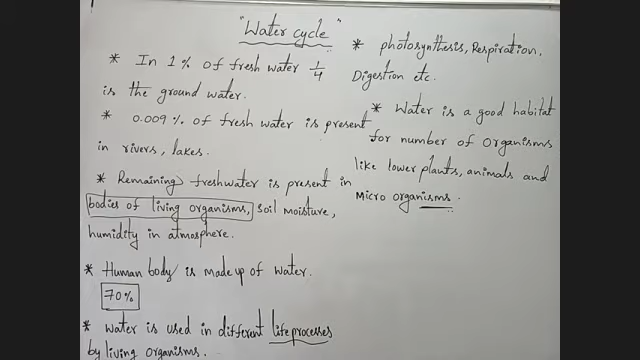 "Water cycle"
* In 1% of fresh water 1/4
is the ground water.
* 0.009% of fresh water is present
in rivers, lakes.
* Remaining freshwater is present in
bodies of living organisms, soil moisture,
humidity in atmosphere.
* Human body is made up of water.
70%
* Water is used in different life processes
by living organisms.
* photosynthesis, Respiration,
Digestion etc.
* Water is a good habitat
for number of organisms
like lower plants, animals and
micro organisms.